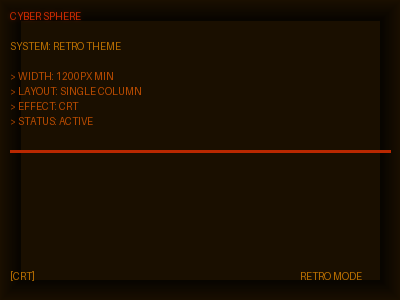 CYBER SPHERE
SYSTEM: RETRO THEME
> WIDTH: 1200PX MIN
> LAYOUT: SINGLE COLUMN
> EFFECT: CRT
> STATUS: ACTIVE
[CRT]
RETRO MODE